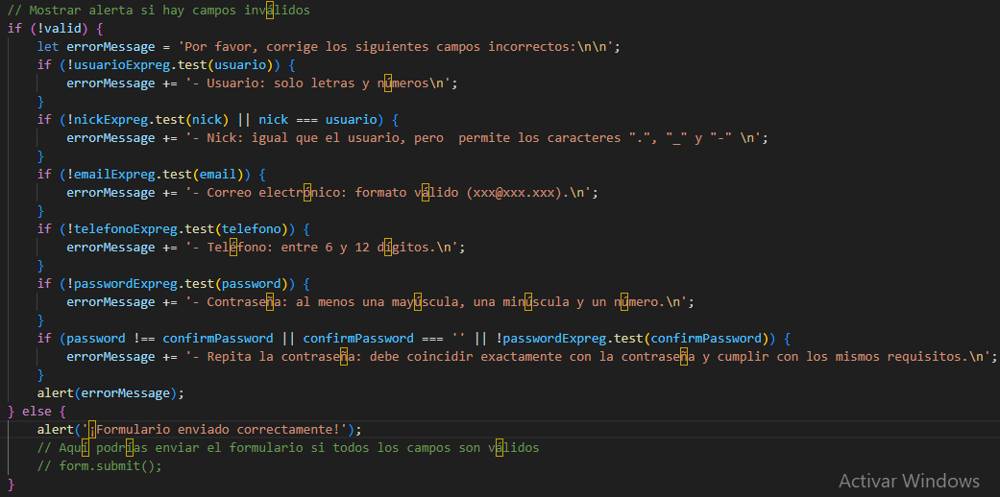 // Mostrar alerta si hay campos inválidos
if (!valid) {
    let errorMessage = 'Por favor, corrige los siguientes campos incorrectos:\n\n';
    if (!usuarioExpreg.test(usuario)) {
        errorMessage += '- Usuario: solo letras y números\n';
    }
    if (!nickExpreg.test(nick) || nick === usuario) {
        errorMessage += '- Nick: igual que el usuario, pero  permite los caracteres ".", "_" y "-" \n';
    }
    if (!emailExpreg.test(email)) {
        errorMessage += '- Correo electrónico: formato válido (xxx@xxx.xxx).\n';
    }
    if (!telefonoExpreg.test(telefono)) {
        errorMessage += '- Teléfono: entre 6 y 12 dígitos.\n';
    }
    if (!passwordExpreg.test(password)) {
        errorMessage += '- Contraseña: al menos una mayúscula, una minúscula y un número.\n';
    }
    if (password !== confirmPassword || confirmPassword === '' || !passwordExpreg.test(confirmPassword)) {
        errorMessage += '- Repita la contraseña: debe coincidir exactamente con la contraseña y cumplir con los mismos requisitos.\n';
    }
    alert(errorMessage);
} else {
    alert('¡Formulario enviado correctamente!');
    // Aquí podrías enviar el formulario si todos los campos son válidos
    // form.submit();
}
Activar Windows